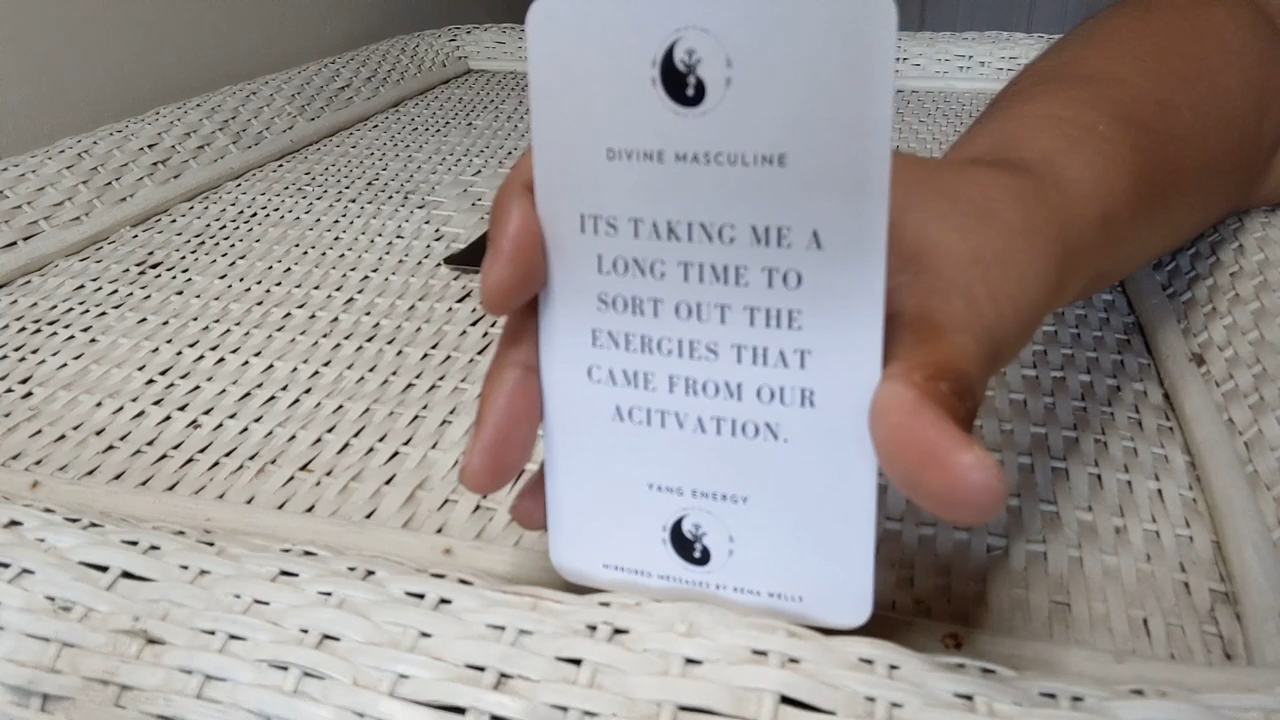 DIVINE MASCULINE
ITS TAKING ME A
LONG TIME TO
SORT OUT THE
ENERGIES THAT
CAME FROM OUR
ACITVATION.
YANG ENERGY
MIRRORED MESSAGES BY REMA WELLS